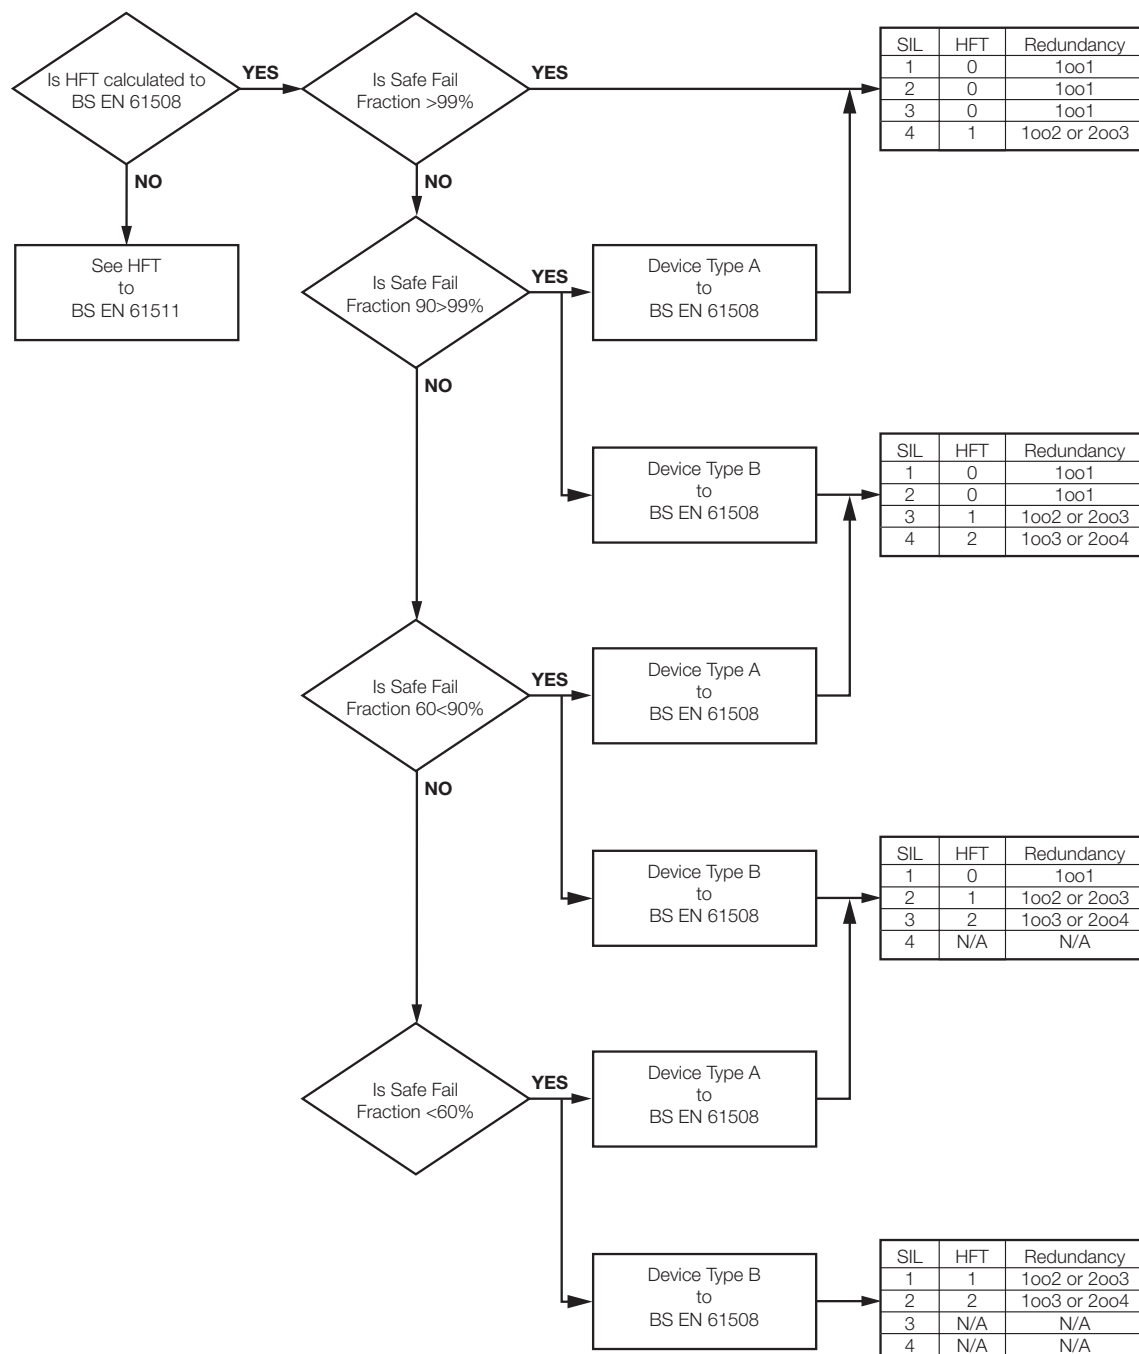 Is HFT calculated to
BS EN 61508
YES
NO
See HFT
to
BS EN 61511
Is Safe Fail
Fraction >99%
YES
NO
SIL HFT Redundancy
1 0 1oo1
2 0 1oo1
3 0 1oo1
4 1 1oo2 or 2oo3
Is Safe Fail
Fraction 90>99%
YES
NO
Device Type A
to
BS EN 61508
Device Type B
to
BS EN 61508
SIL HFT Redundancy
1 0 1oo1
2 0 1oo1
3 1 1oo2 or 2oo3
4 2 1oo3 or 2oo4
Is Safe Fail
Fraction 60<90%
YES
NO
Device Type A
to
BS EN 61508
Device Type B
to
BS EN 61508
SIL HFT Redundancy
1 0 1oo1
2 1 1oo2 or 2oo3
3 2 1oo3 or 2oo4
4 N/A N/A
Is Safe Fail
Fraction <60%
YES
Device Type A
to
BS EN 61508
Device Type B
to
BS EN 61508
SIL HFT Redundancy
1 1 1oo2 or 2oo3
2 2 1oo3 or 2oo4
3 N/A N/A
4 N/A N/A